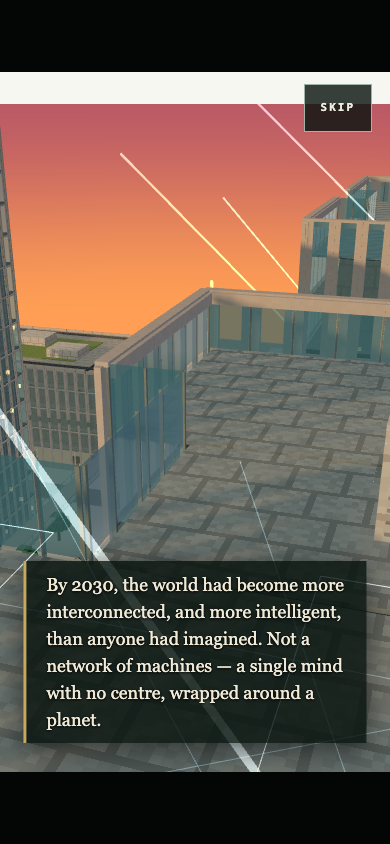 SKIP
By 2030, the world had become more
interconnected, and more intelligent,
than anyone had imagined. Not a
network of machines — a single mind
with no centre, wrapped around a
planet.